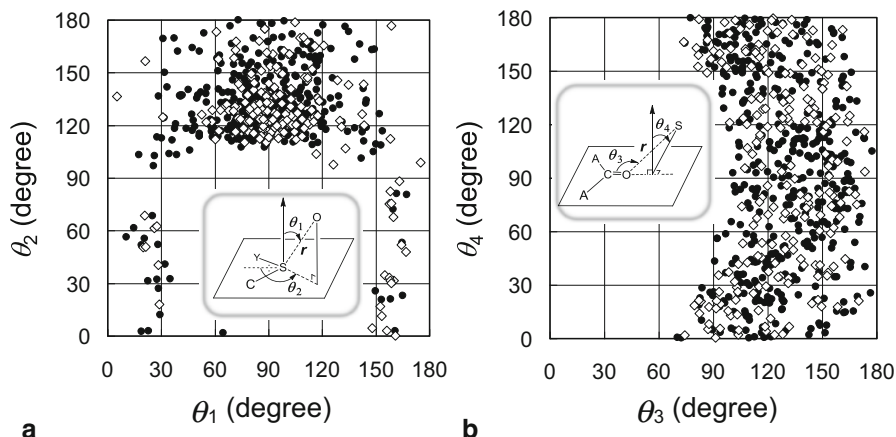 180
150
120
90
60
30
0
θ2 (degree)
θ1
O
r
Y
S
C
θ2
0 30 60 90 120 150 180
θ1 (degree)
a
180
150
120
90
60
30
0
θ4 (degree)
θ4
S
θ3
r
A
C=O
A
0 30 60 90 120 150 180
θ3 (degree)
b